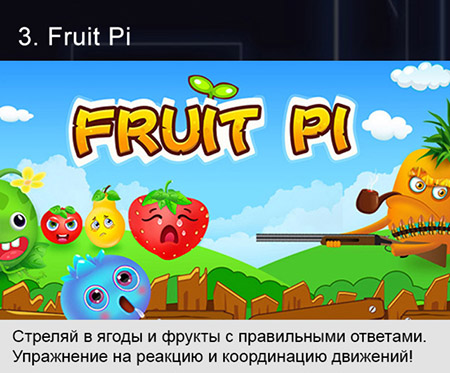 3. Fruit Pi
FRUIT PI
Стреляй в ягоды и фрукты с правильными ответами.
Упражнение на реакцию и координацию движений!